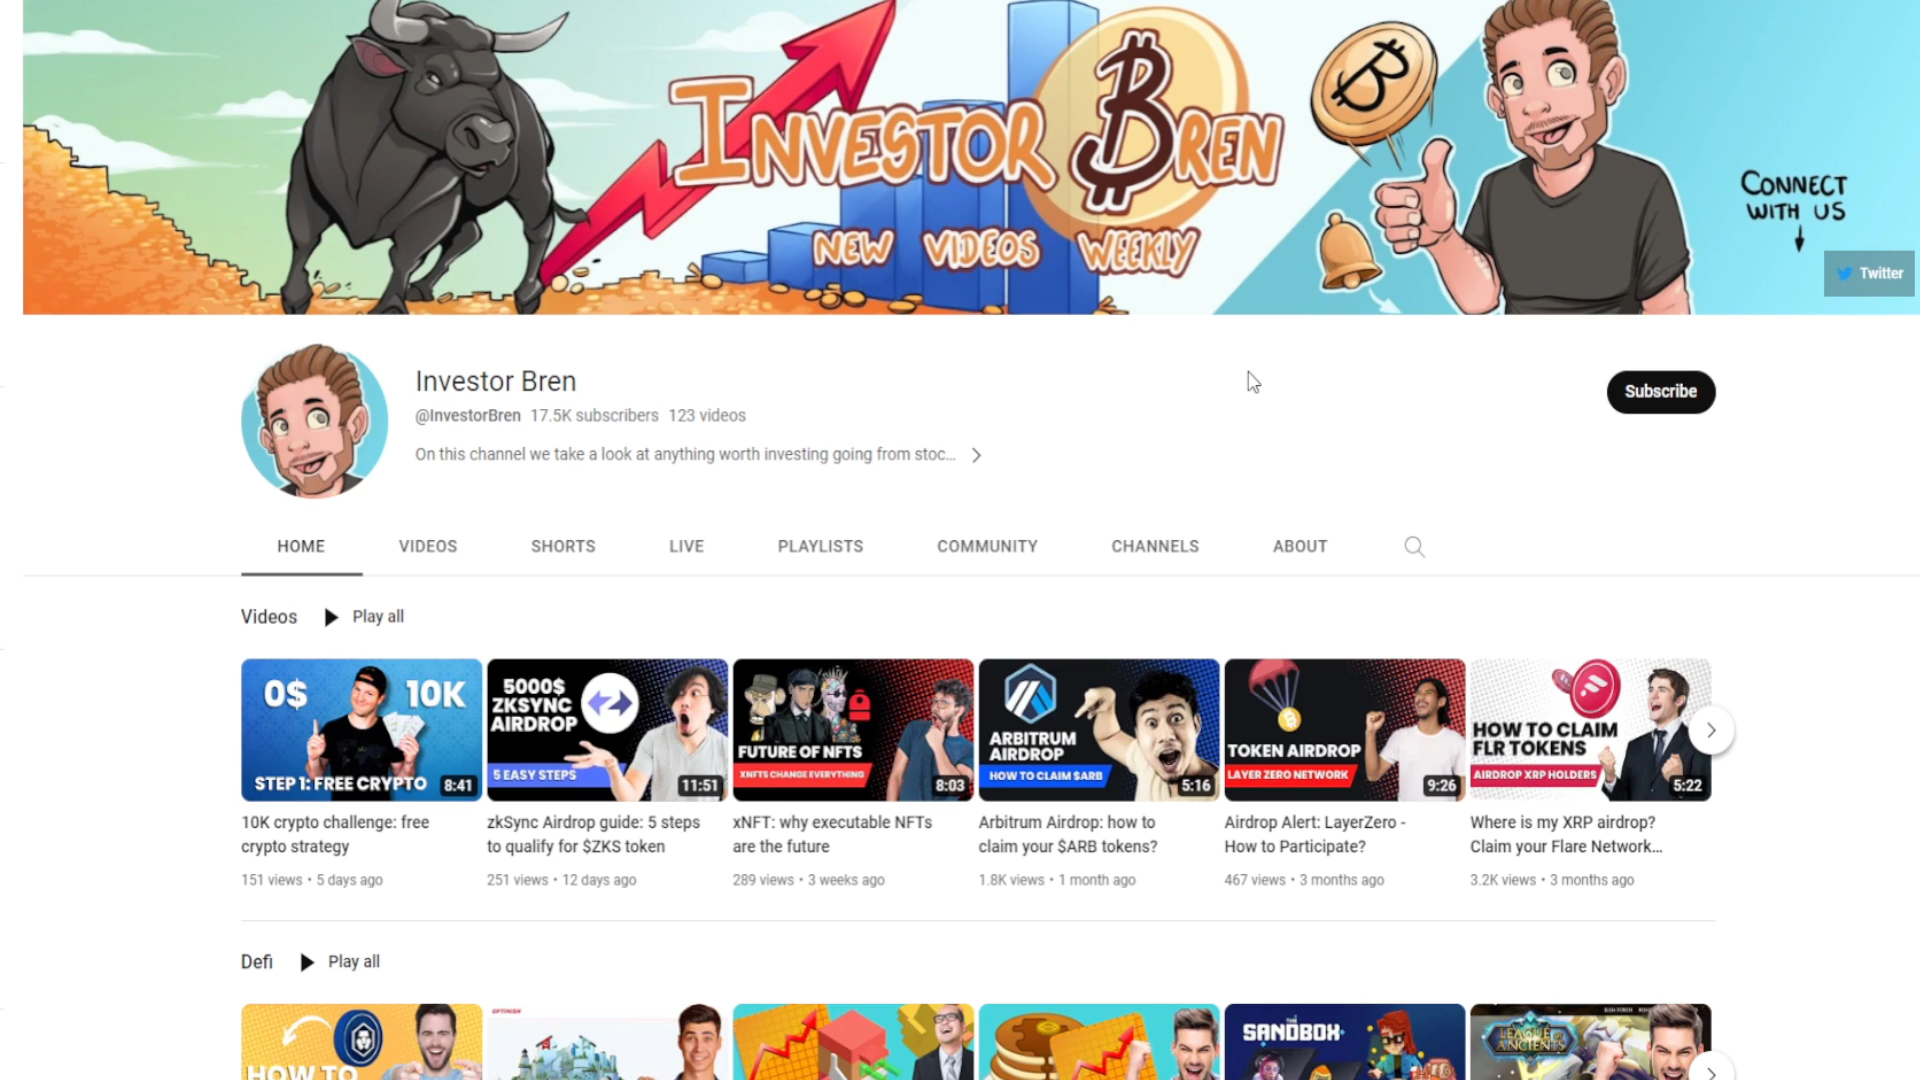 INVESTOR BREN
NEW VIDEOS WEEKLY
CONNECT
WITH US
Twitter
Investor Bren
@InvestorBren 17.5K subscribers 123 videos
On this channel we take a look at anything worth investing going from stoc...
Subscribe
HOME VIDEOS SHORTS LIVE PLAYLISTS COMMUNITY CHANNELS ABOUT
Videos Play all
0$ 10K
STEP 1: FREE CRYPTO
8:41
5000$
ZKSYNC
AIRDROP
5 EASY STEPS
11:51
FUTURE OF NFTS
XNFTS CHANGE EVERYTHING
8:03
ARBITRUM
AIRDROP
HOW TO CLAIM $ARB
5:16
TOKEN AIRDROP
LAYER ZERO NETWORK
9:26
HOW TO CLAIM
FLR TOKENS
AIRDROP XRP HOLDERS
5:22
10K crypto challenge: free
crypto strategy
151 views • 5 days ago
zkSync Airdrop guide: 5 steps
to qualify for $ZKS token
251 views • 12 days ago
xNFT: why executable NFTs
are the future
289 views • 3 weeks ago
Arbitrum Airdrop: how to
claim your $ARB tokens?
1.8K views • 1 month ago
Airdrop Alert: LayerZero -
How to Participate?
467 views • 3 months ago
Where is my XRP airdrop?
Claim your Flare Network...
3.2K views • 3 months ago
Defi Play all
HOW TO
OPTIMISM
THE
SANDBOX
LEAGUE
OF
ANCIENTS